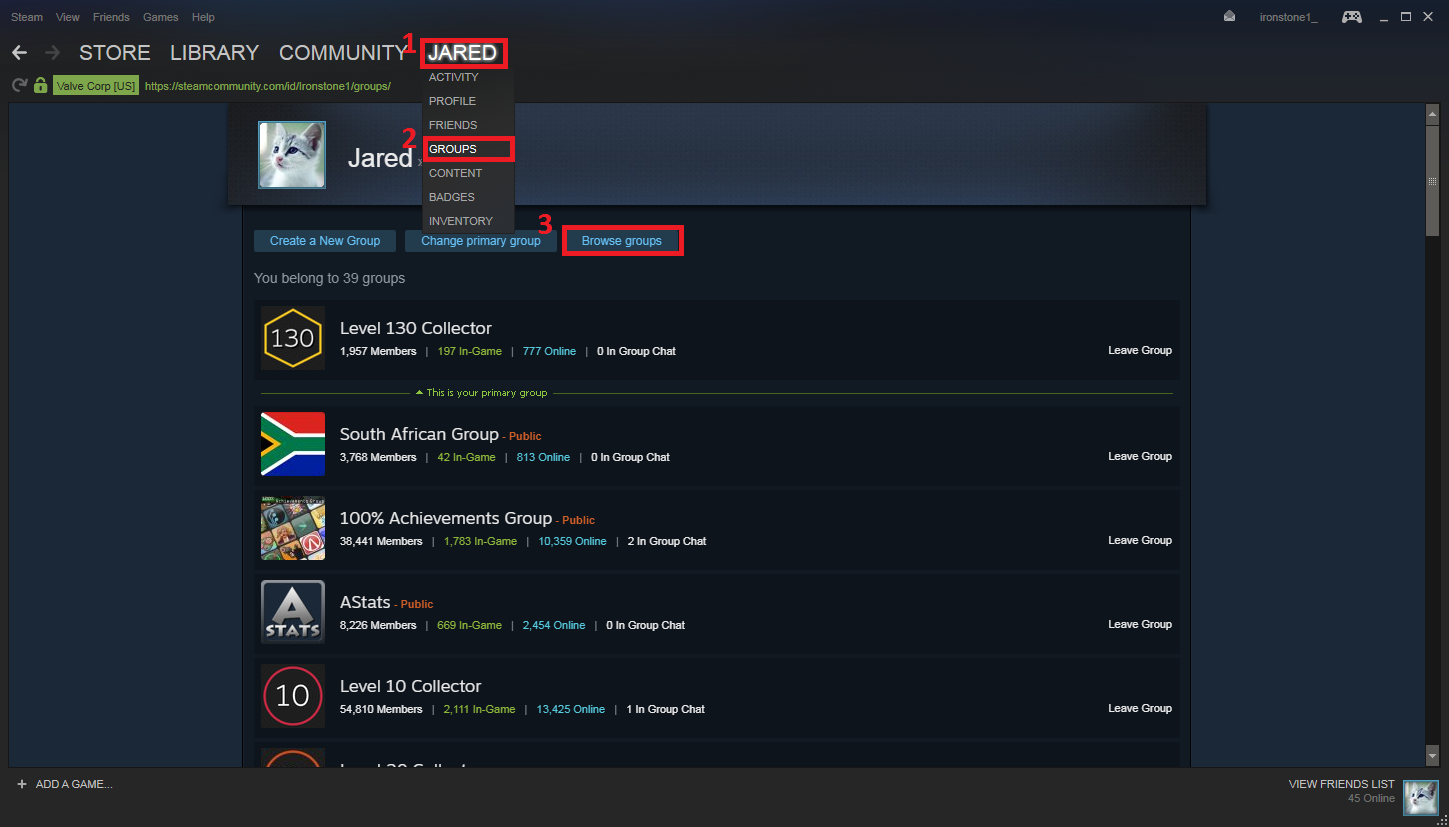 Steam View Friends Games Help ironstone1_
STORE LIBRARY COMMUNITY 1 JARED
Valve Corp [US] https://steamcommunity.com/id/Ironstone1/groups/
ACTIVITY
PROFILE
FRIENDS
2 GROUPS
CONTENT
BADGES
INVENTORY
Jared »
3
Create a New Group Change primary group Browse groups
You belong to 39 groups
130
Level 130 Collector
1,957 Members | 197 In-Game | 777 Online | 0 In Group Chat Leave Group
This is your primary group
South African Group - Public
3,768 Members | 42 In-Game | 813 Online | 0 In Group Chat Leave Group
100% Achievements Group - Public
38,441 Members | 1,783 In-Game | 10,359 Online | 2 In Group Chat Leave Group
A STATS
AStats - Public
8,226 Members | 669 In-Game | 2,454 Online | 0 In Group Chat Leave Group
10
Level 10 Collector
54,810 Members | 2,111 In-Game | 13,425 Online | 1 In Group Chat Leave Group
+ ADD A GAME... VIEW FRIENDS LIST
45 Online